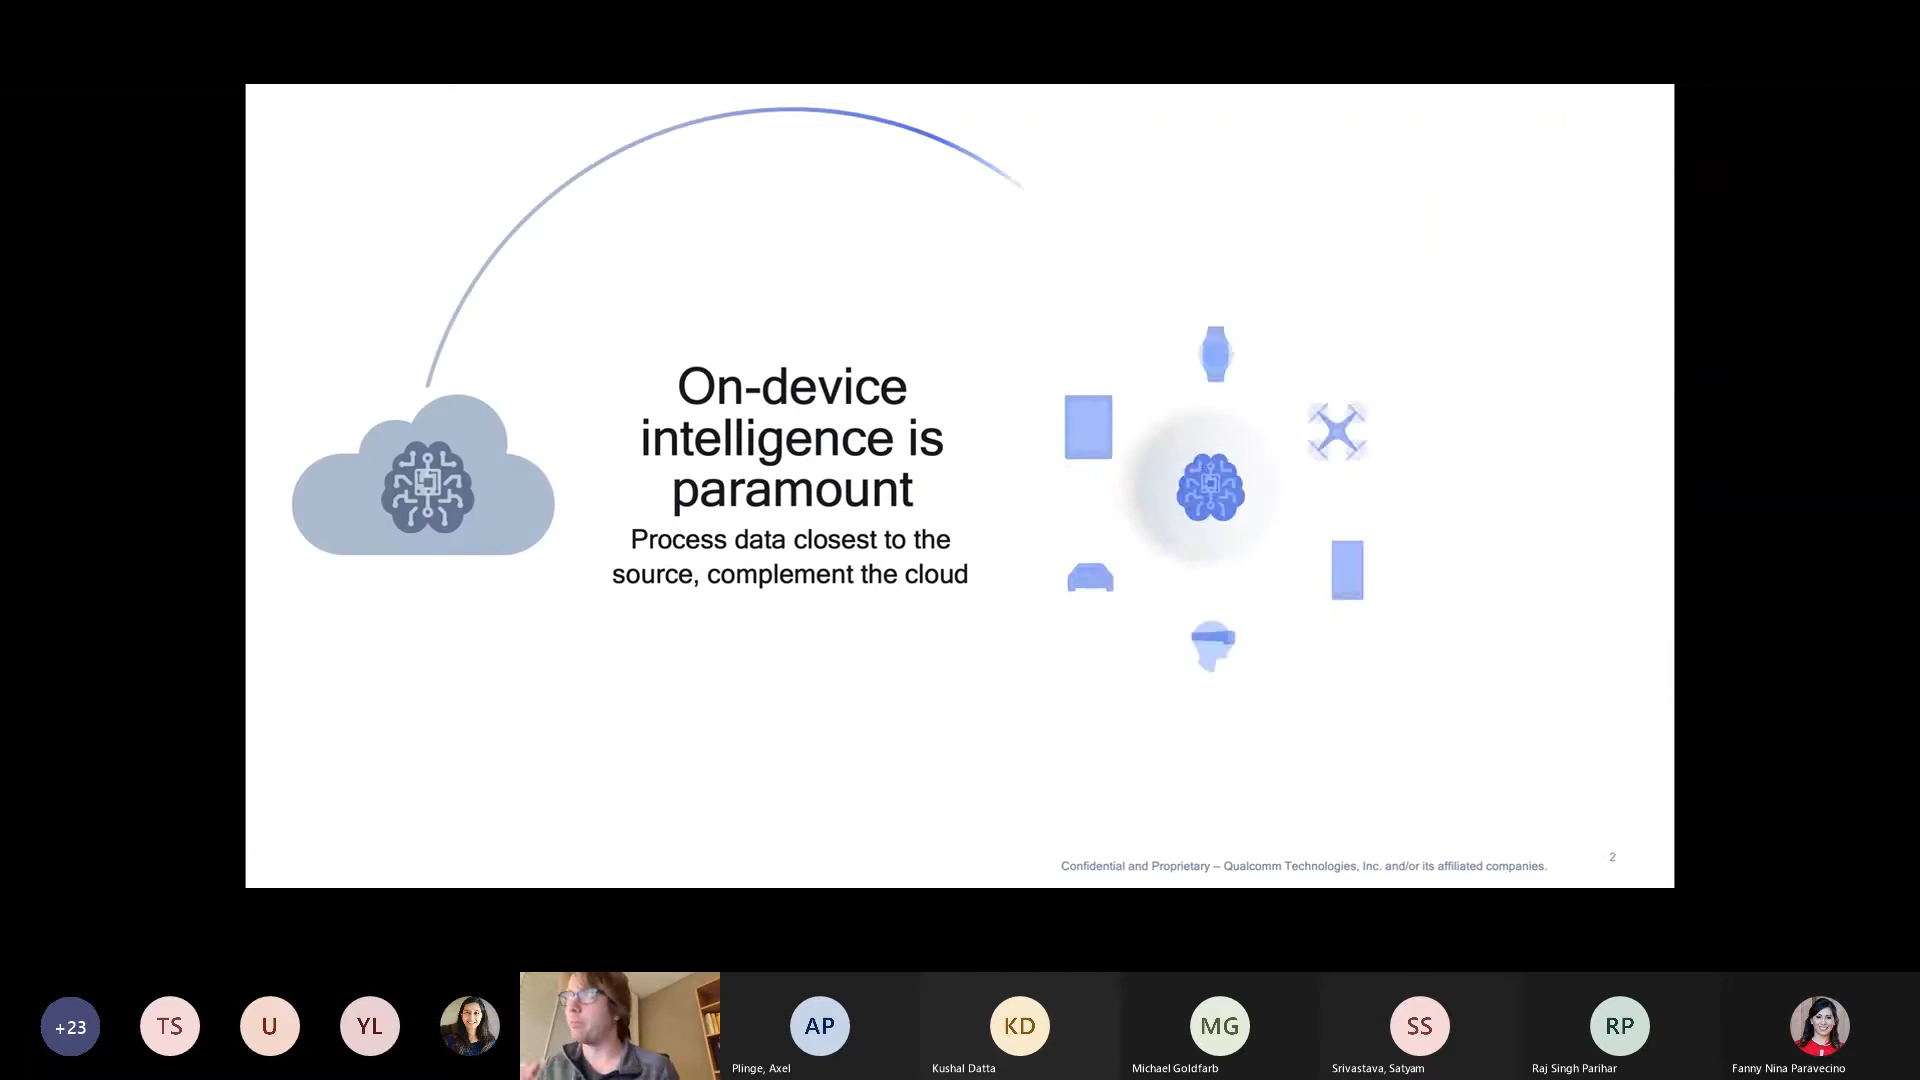 On-device
intelligence is
paramount
Process data closest to the
source, complement the cloud
Confidential and Proprietary – Qualcomm Technologies, Inc. and/or its affiliated companies.
2
+23
TS
U
YL
AP
Plinge, Axel
KD
Kushal Datta
MG
Michael Goldfarb
SS
Srivastava, Satyam
RP
Raj Singh Parihar
Fanny Nina Paravecino